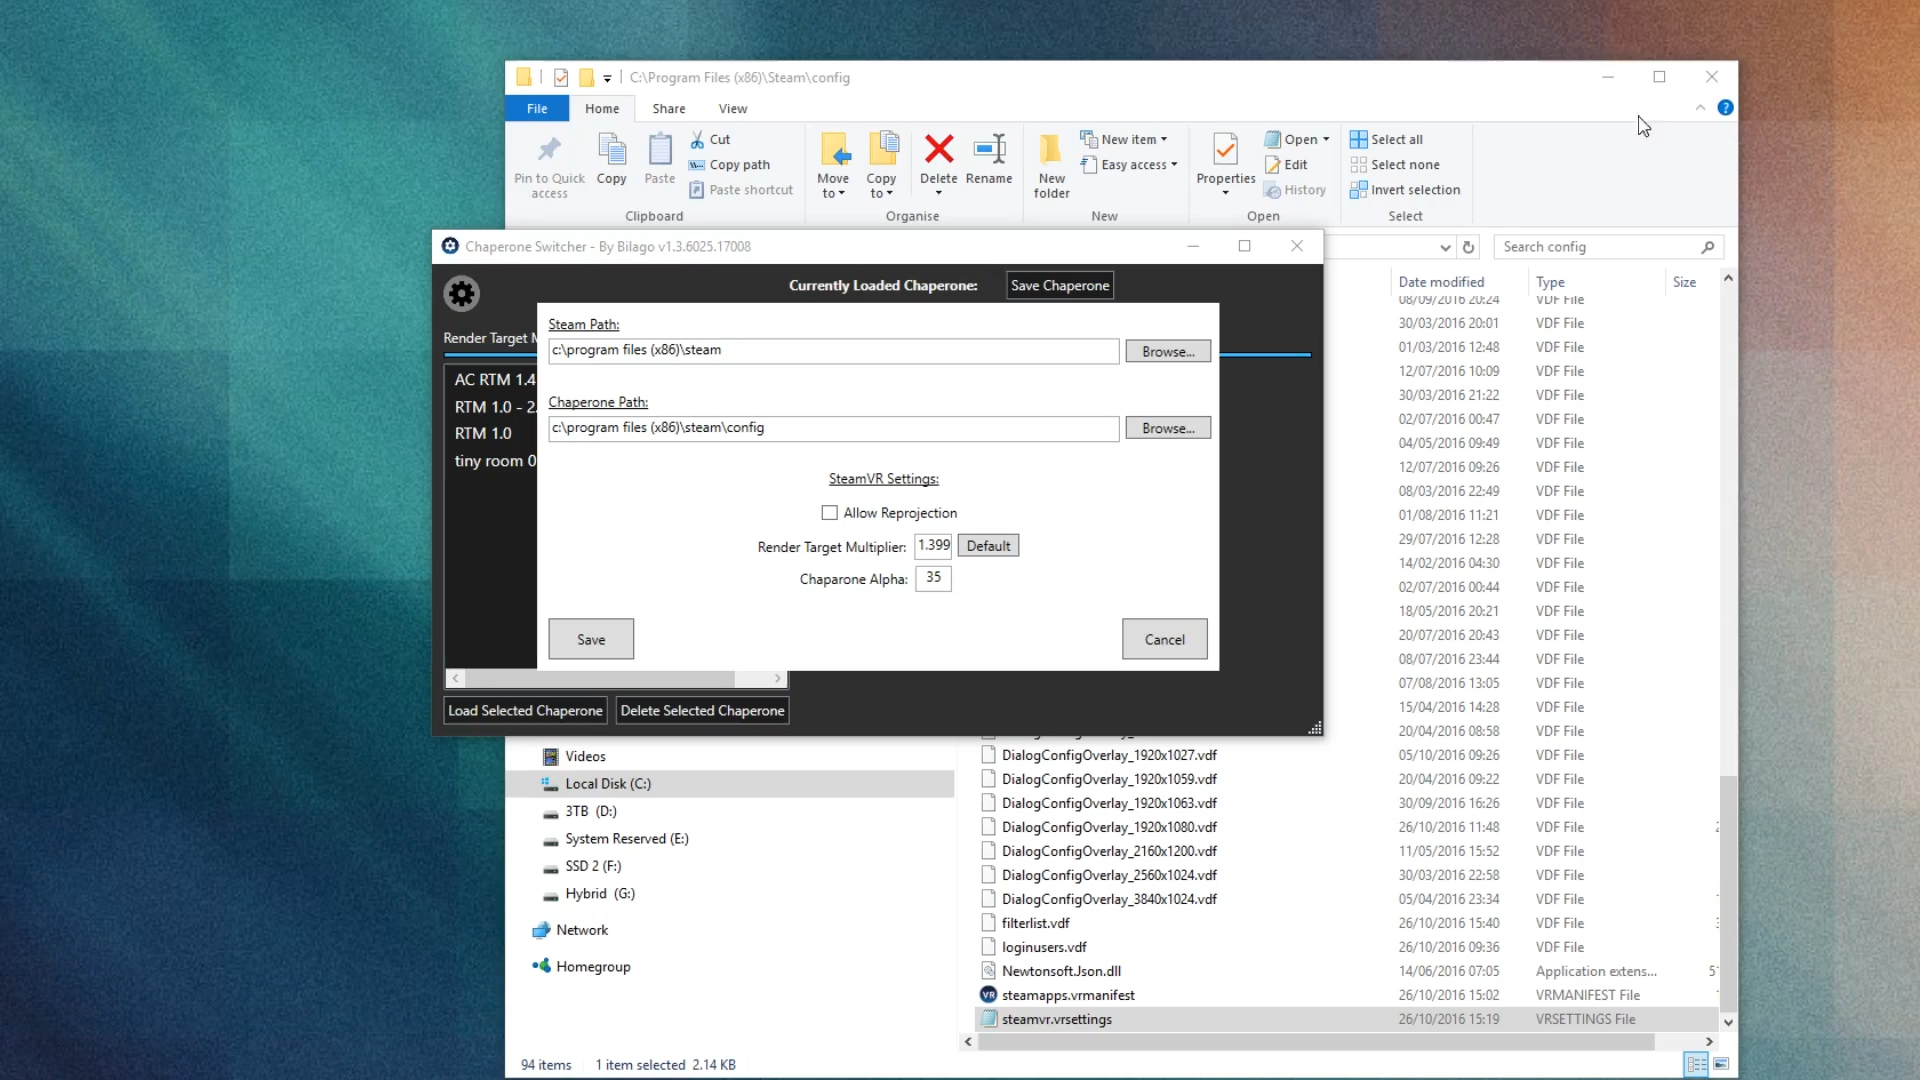 C:\Program Files (x86)\Steam\config
File
Home
Share
View
Pin to Quick
access
Copy
Paste
Cut
Copy path
Paste shortcut
Clipboard
Move
to
Copy
to
Delete
Rename
Organise
New
folder
New item
Easy access
New
Properties
Open
Edit
History
Open
Select all
Select none
Invert selection
Select
Chaperone Switcher - By Bilago v1.3.6025.17008
Search config
Currently Loaded Chaperone:
Save Chaperone
Render Target M
AC RTM 1.4
RTM 1.0 - 2.
RTM 1.0
tiny room 0
Steam Path:
c:\program files (x86)\steam
Browse...
Chaperone Path:
c:\program files (x86)\steam\config
Browse...
SteamVR Settings:
Allow Reprojection
Render Target Multiplier: 1.399 Default
Chaparone Alpha: 35
Save
Cancel
Load Selected Chaperone
Delete Selected Chaperone
Date modified
Type
Size
08/09/2016 20:24 VDF File
30/03/2016 20:01 VDF File
01/03/2016 12:48 VDF File
12/07/2016 10:09 VDF File
30/03/2016 21:22 VDF File
02/07/2016 00:47 VDF File
04/05/2016 09:49 VDF File
12/07/2016 09:26 VDF File
08/03/2016 22:49 VDF File
01/08/2016 11:21 VDF File
29/07/2016 12:28 VDF File
14/02/2016 04:30 VDF File
02/07/2016 00:44 VDF File
18/05/2016 20:21 VDF File
20/07/2016 20:43 VDF File
08/07/2016 23:44 VDF File
07/08/2016 13:05 VDF File
15/04/2016 14:28 VDF File
20/04/2016 08:58 VDF File
DialogConfigOverlay_1920x1027.vdf 05/10/2016 09:26 VDF File
DialogConfigOverlay_1920x1059.vdf 20/04/2016 09:22 VDF File
DialogConfigOverlay_1920x1063.vdf 30/09/2016 16:26 VDF File
DialogConfigOverlay_1920x1080.vdf 26/10/2016 11:48 VDF File
DialogConfigOverlay_2160x1200.vdf 11/05/2016 15:52 VDF File
DialogConfigOverlay_2560x1024.vdf 30/03/2016 22:58 VDF File
DialogConfigOverlay_3840x1024.vdf 05/04/2016 23:34 VDF File
filterlist.vdf 26/10/2016 15:40 VDF File
loginusers.vdf 26/10/2016 09:36 VDF File
Newtonsoft.Json.dll 14/06/2016 07:05 Application extens...
steamapps.vrmanifest 26/10/2016 15:02 VRMANIFEST File
steamvr.vrsettings 26/10/2016 15:19 VRSETTINGS File
Videos
Local Disk (C:)
3TB (D:)
System Reserved (E:)
SSD 2 (F:)
Hybrid (G:)
Network
Homegroup
94 items
1 item selected 2.14 KB